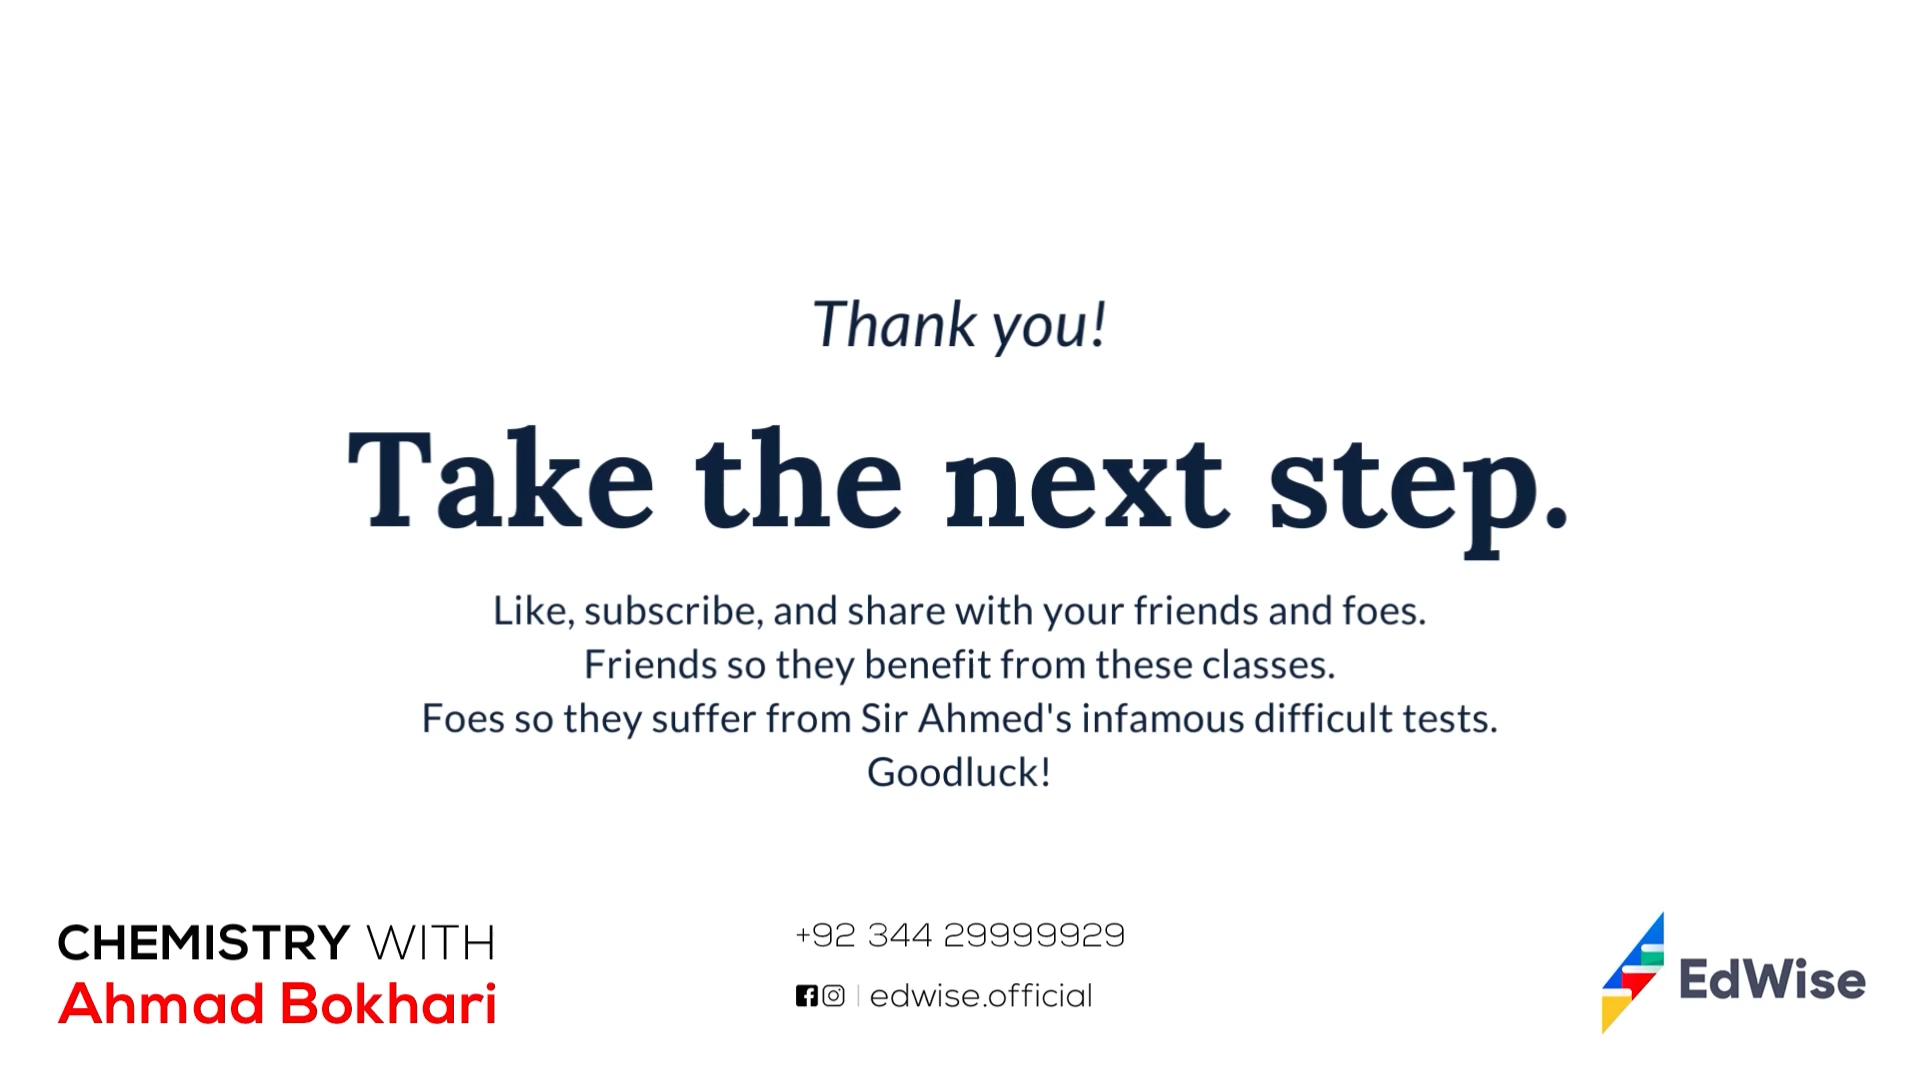 Thank you!
Take the next step.
Like, subscribe, and share with your friends and foes.
Friends so they benefit from these classes.
Foes so they suffer from Sir Ahmed's infamous difficult tests.
Goodluck!
CHEMISTRY WITH
Ahmad Bokhari
+92 344 29999929
edwise.official
EdWise